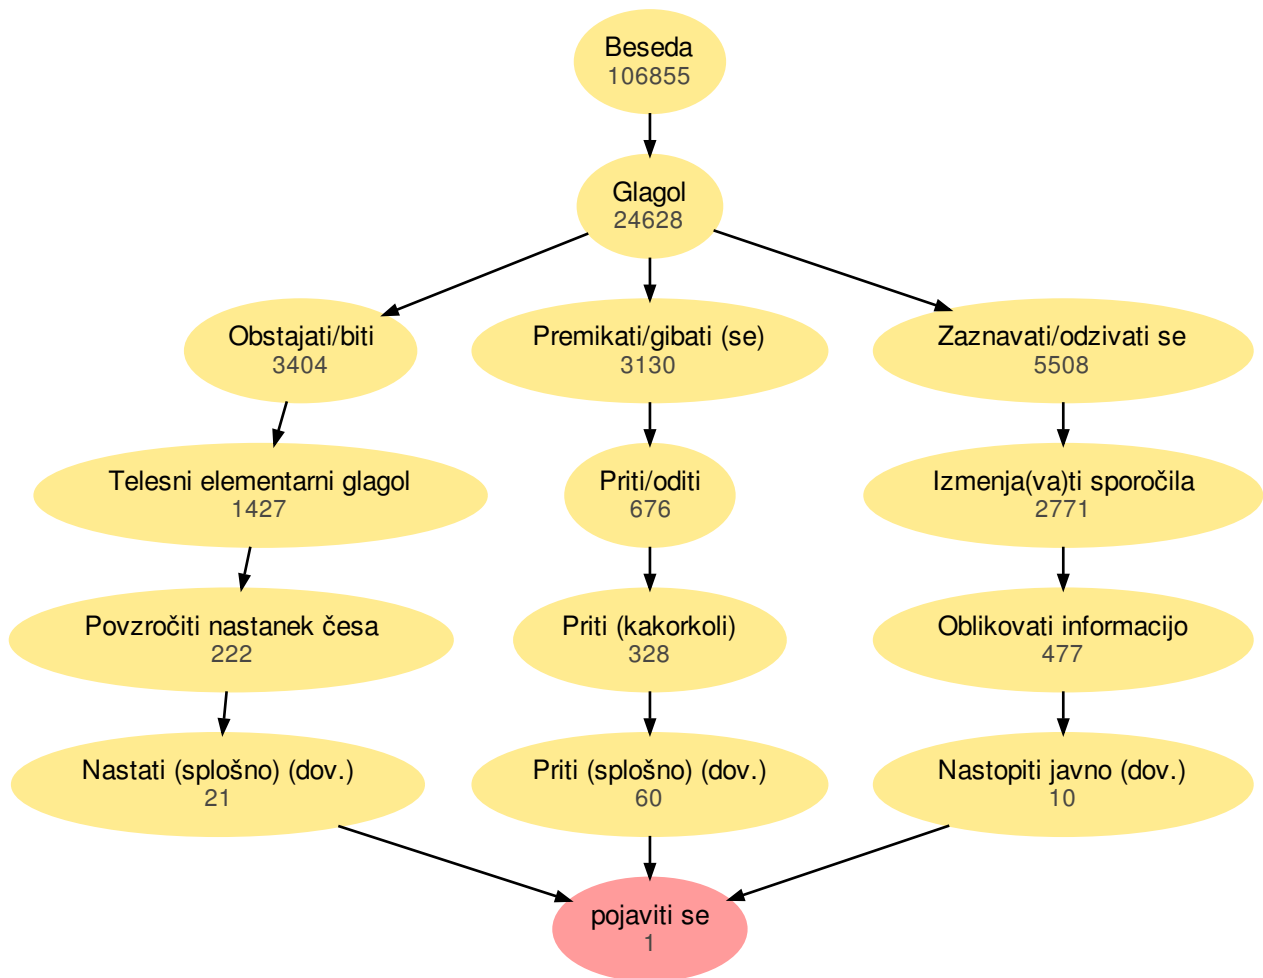 Beseda
106855
Glagol
24628
Obstajati/biti
3404
Premikati/gibati (se)
3130
Zaznavati/odzivati se
5508
Telesni elementarni glagol
1427
Priti/oditi
676
Izmenja(va)ti sporočila
2771
Povzročiti nastanek česa
222
Priti (kakorkoli)
328
Oblikovati informacijo
477
Nastati (splošno) (dov.)
21
Priti (splošno) (dov.)
60
Nastopiti javno (dov.)
10
pojaviti se
1